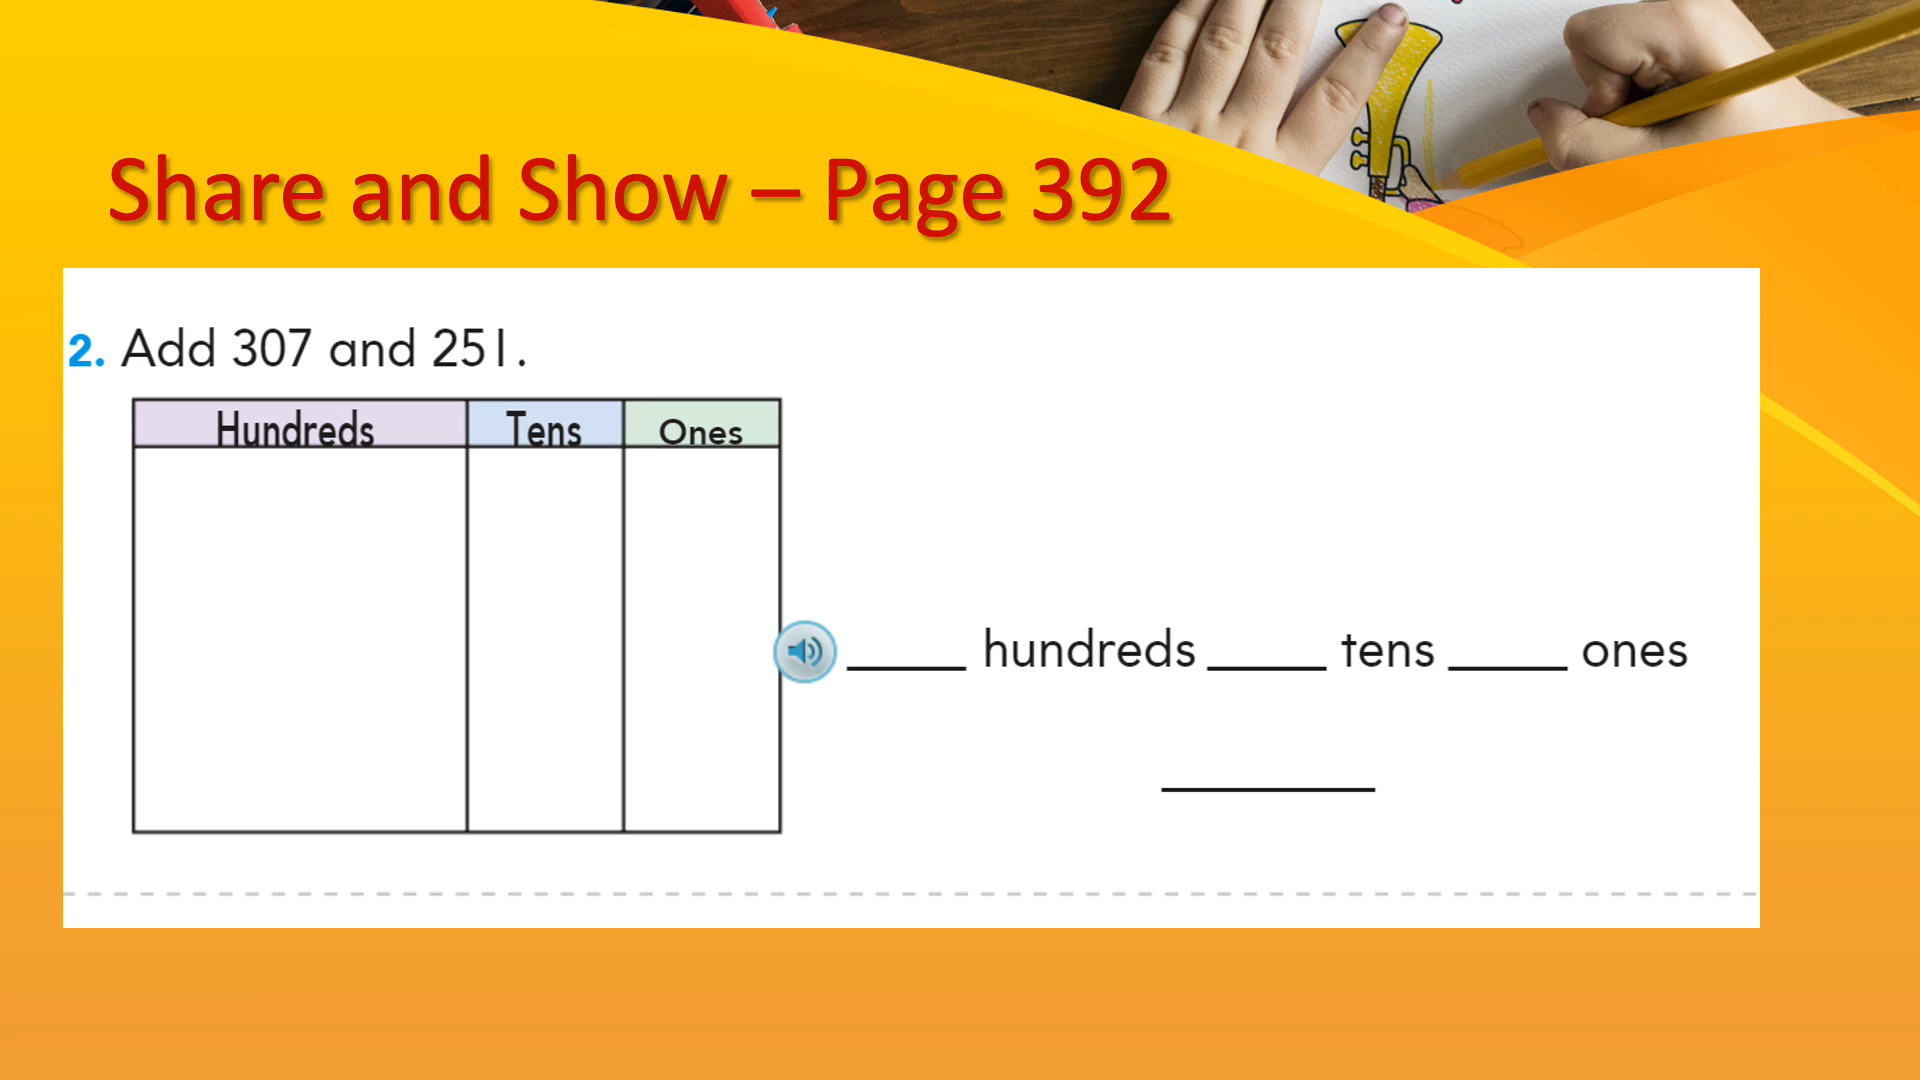 Share and Show – Page 392
2. Add 307 and 251.
Hundreds Tens Ones
_____ hundreds _____ tens _____ ones
_________